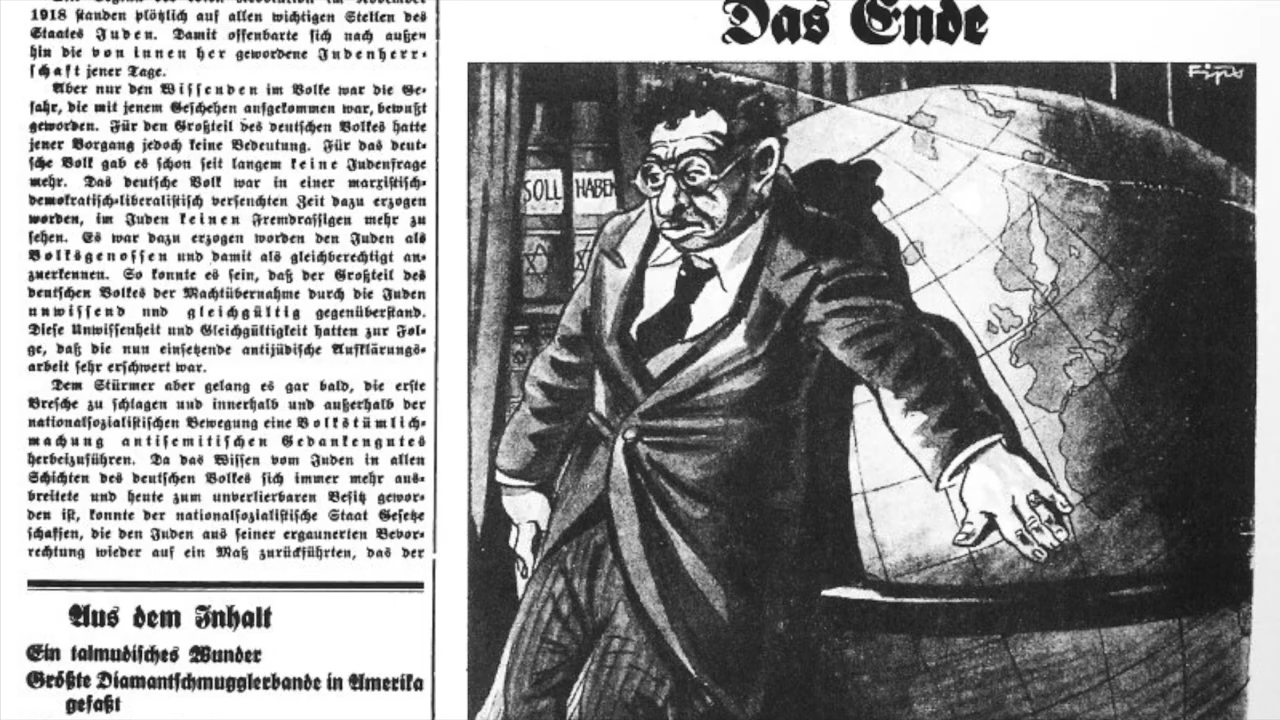 Das Ende
Beginn der roten Revolution im November
1918 standen plötzlich auf allen wichtigen Stellen des
Staates Juden. Damit offenbarte sich nach außen
hin die von innen her gewordene Judenherr-
schaft jener Tage.
Aber nur den Wissenden im Volke war die Ge-
fahr, die mit jenem Geschehen aufgekommen war, bewußt
geworden. Für den Großteil des deutschen Volkes hatte
jener Vorgang jedoch keine Bedeutung. Für das deut-
sche Volk gab es schon seit langem keine Judenfrage
mehr. Das deutsche Volk war in einer marxistisch-
demokratisch-liberalistisch verseuchten Zeit dazu erzogen
worden, im Juden keinen Fremdrassigen mehr zu
sehen. Es war dazu erzogen worden den Juden als
Volksgenossen und damit als gleichberechtigt an-
zuerkennen. So konnte es sein, daß der Großteil des
deutschen Volkes der Machtübernahme durch die Juden
unwissend und gleichgültig gegenüberstand.
Diese Unwissenheit und Gleichgültigkeit hatten zur Fol-
ge, daß die nun einsetzende antijüdische Aufklärungs-
arbeit sehr erschwert war.
Dem Stürmer aber gelang es gar bald, die erste
Bresche zu schlagen und innerhalb und außerhalb der
nationalsozialistischen Bewegung eine Volkstümlich-
machung antisemitischen Gedankengutes
herbeizuführen. Da das Wissen vom Juden in allen
Schichten des deutschen Volkes sich immer mehr aus-
breitete und heute zum unverlierbaren Besitz gewor-
den ist, konnte der nationalsozialistische Staat Gesetze
schaffen, die den Juden aus seiner ergaunerten Bevor-
rechtung wieder auf ein Maß zurückführten, das der
Aus dem Inhalt
Ein talmudisches Wunder
Größte Diamantschmugglerbande in Amerika
gefaßt
Fips
SOLL
HABEN